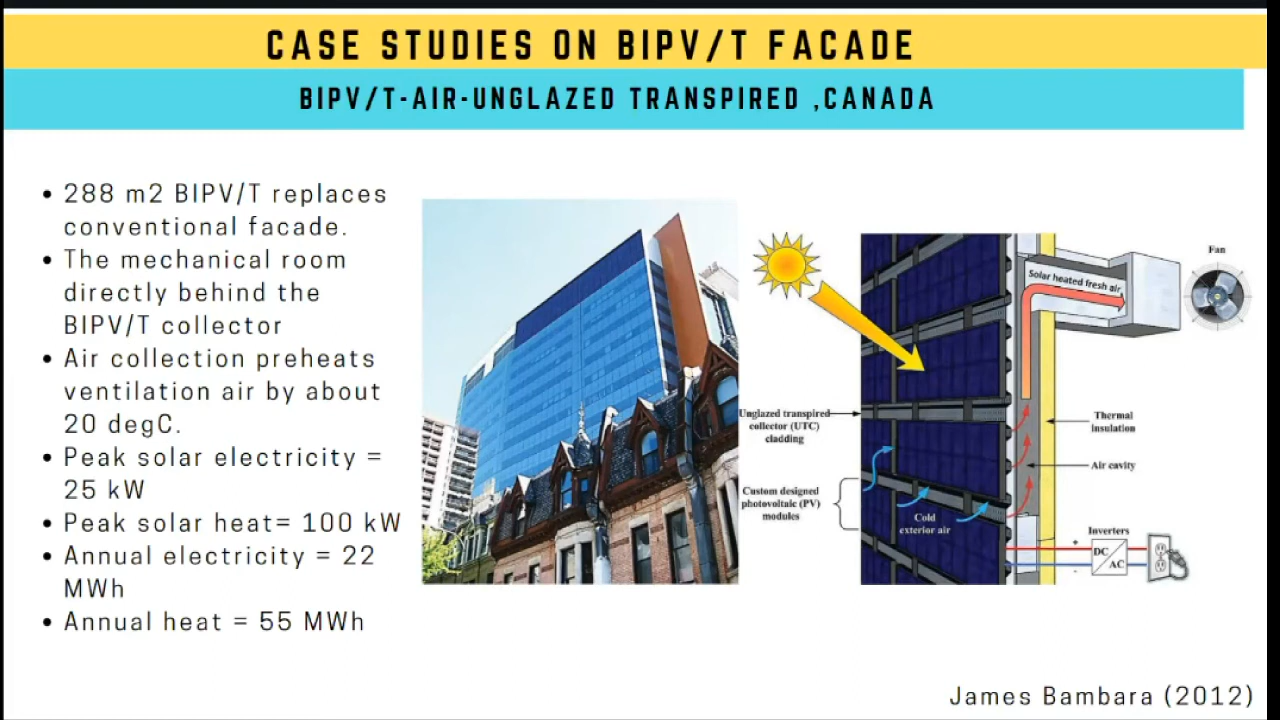 CASE STUDIES ON BIPV/T FACADE
BIPV/T-AIR-UNGLAZED TRANSPIRED ,CANADA
• 288 m2 BIPV/T replaces
conventional facade.
• The mechanical room
directly behind the
BIPV/T collector
• Air collection preheats
ventilation air by about
20 degC.
• Peak solar electricity =
25 kW
• Peak solar heat= 100 kW
• Annual electricity = 22
MWh
• Annual heat = 55 MWh
Fan
Solar heated fresh air
Unglazed transpired
collector (UTC)
cladding
Thermal
insulation
Air cavity
Custom designed
photovoltaic (PV)
modules
Cold
exterior air
Inverters
+
-
DC
AC
James Bambara (2012)